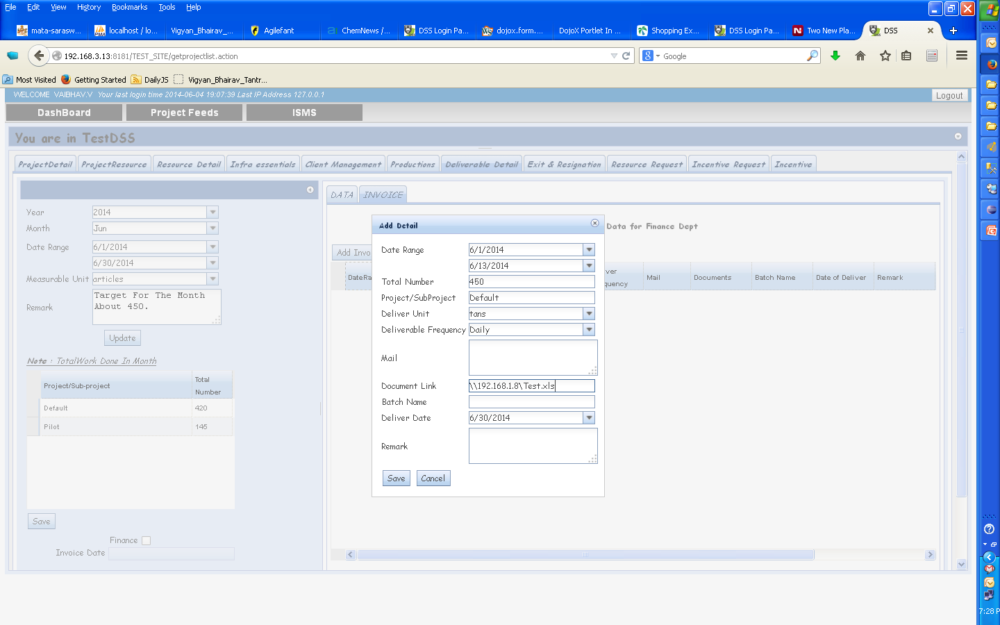 File Edit View History Bookmarks Tools Help
mata-sarasw... localhost / lo... Vigyan_Bhairav_... Agilefant ChemNews /... DSS Login Pa... dojox.form.... DojoX Portlet In ... Shopping Ex... DSS Login Pa... Two New Pla... DSS
192.168.3.13:8181/TEST_SITE/getprojectlist.action Google
Most Visited Getting Started DailyJS Vigyan_Bhairav_Tantr...
WELCOME VAIBHAV.V Your last login time 2014-06-04 19:07:39 Last IP Address 127.0.0.1
Logout
DashBoard Project Feeds ISMS
You are in TestDSS
ProjectDetail ProjectResource Resource Detail Infra essentials Client Management Productions Deliverable Detail Exit & Resignation Resource Request Incentive Request Incentive
Year 2014
Month Jun
Date Range 6/1/2014
6/30/2014
Measurable Unit articles
Remark Target For The Month
About 450.
Update
Note : TotalWork Done In Month
Project/Sub-project Total
Number
Default 420
Pilot 145
Save
Finance
Invoice Date
DATA INVOICE
Data for Finance Dept
Add Invo
DateRa
ver
quency
Mail Documents Batch Name Date of Deliver Remark
Add Detail
Date Range 6/1/2014
6/13/2014
Total Number 450
Project/SubProject Default
Deliver Unit tans
Deliverable Frequency Daily
Mail
Document Link \\192.168.1.8\Test.xls
Batch Name
Deliver Date 6/30/2014
Remark
Save Cancel
7:28 P